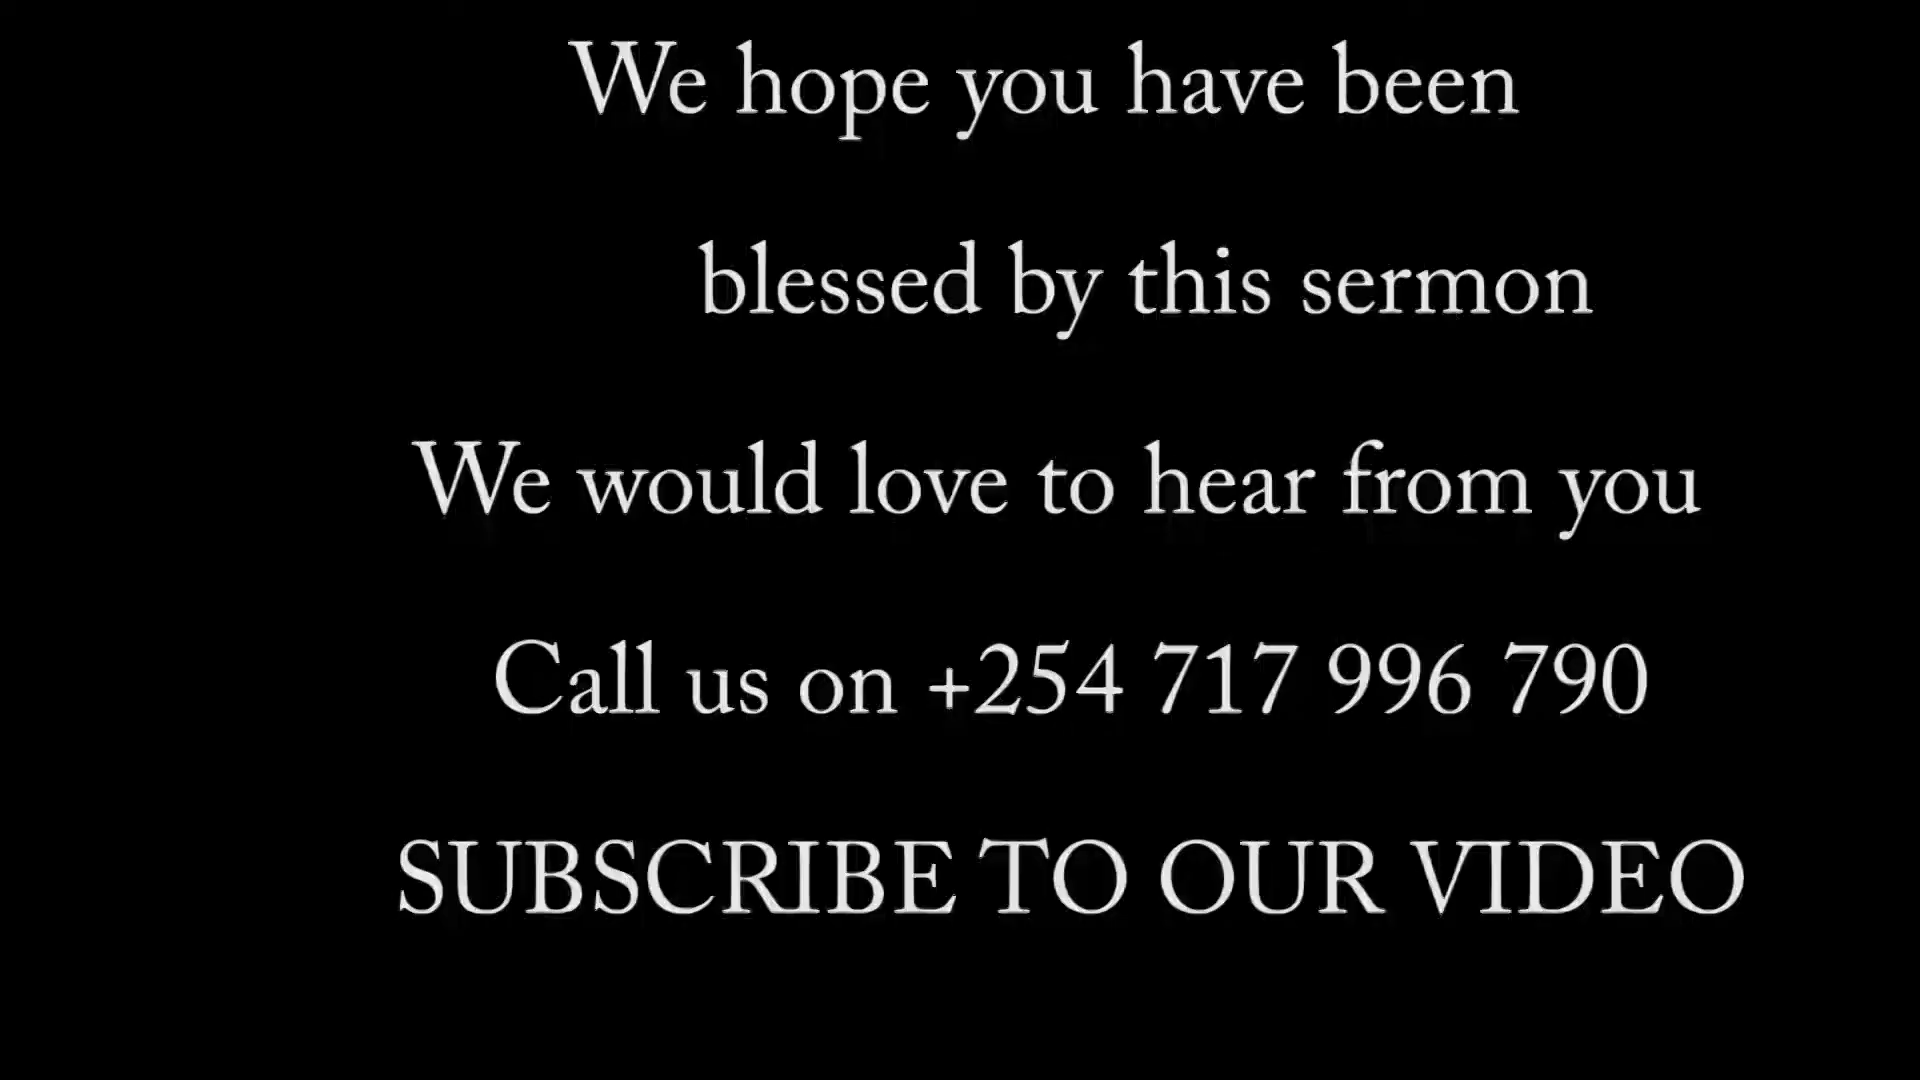 We hope you have been
blessed by this sermon
We would love to hear from you
Call us on +254 717 996 790
SUBSCRIBE TO OUR VIDEO